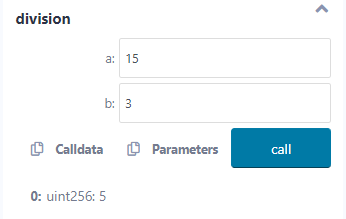 division
a: 15
b: 3
Calldata Parameters call
0: uint256: 5